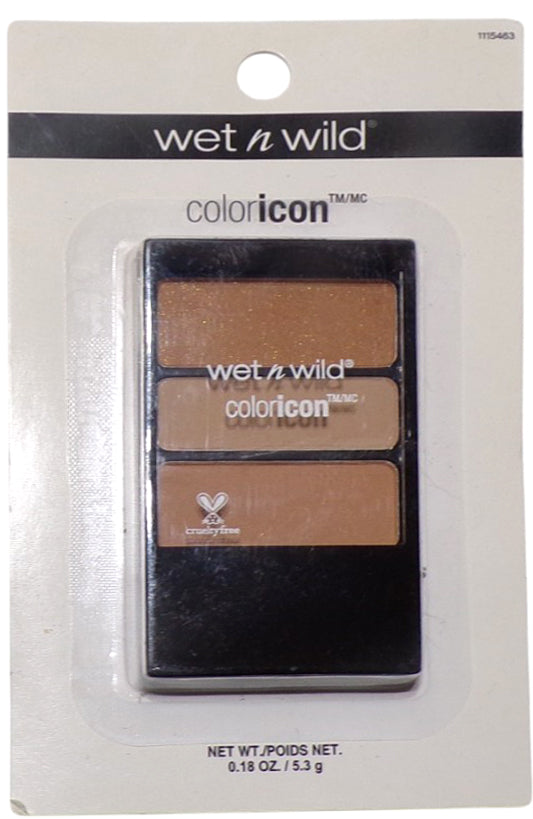 1115463
wet n wild®
coloricon™/MC
wet n wild®
coloricon™/MC
crueltyfree
NET WT./POIDS NET.
0.18 OZ. / 5.3 g